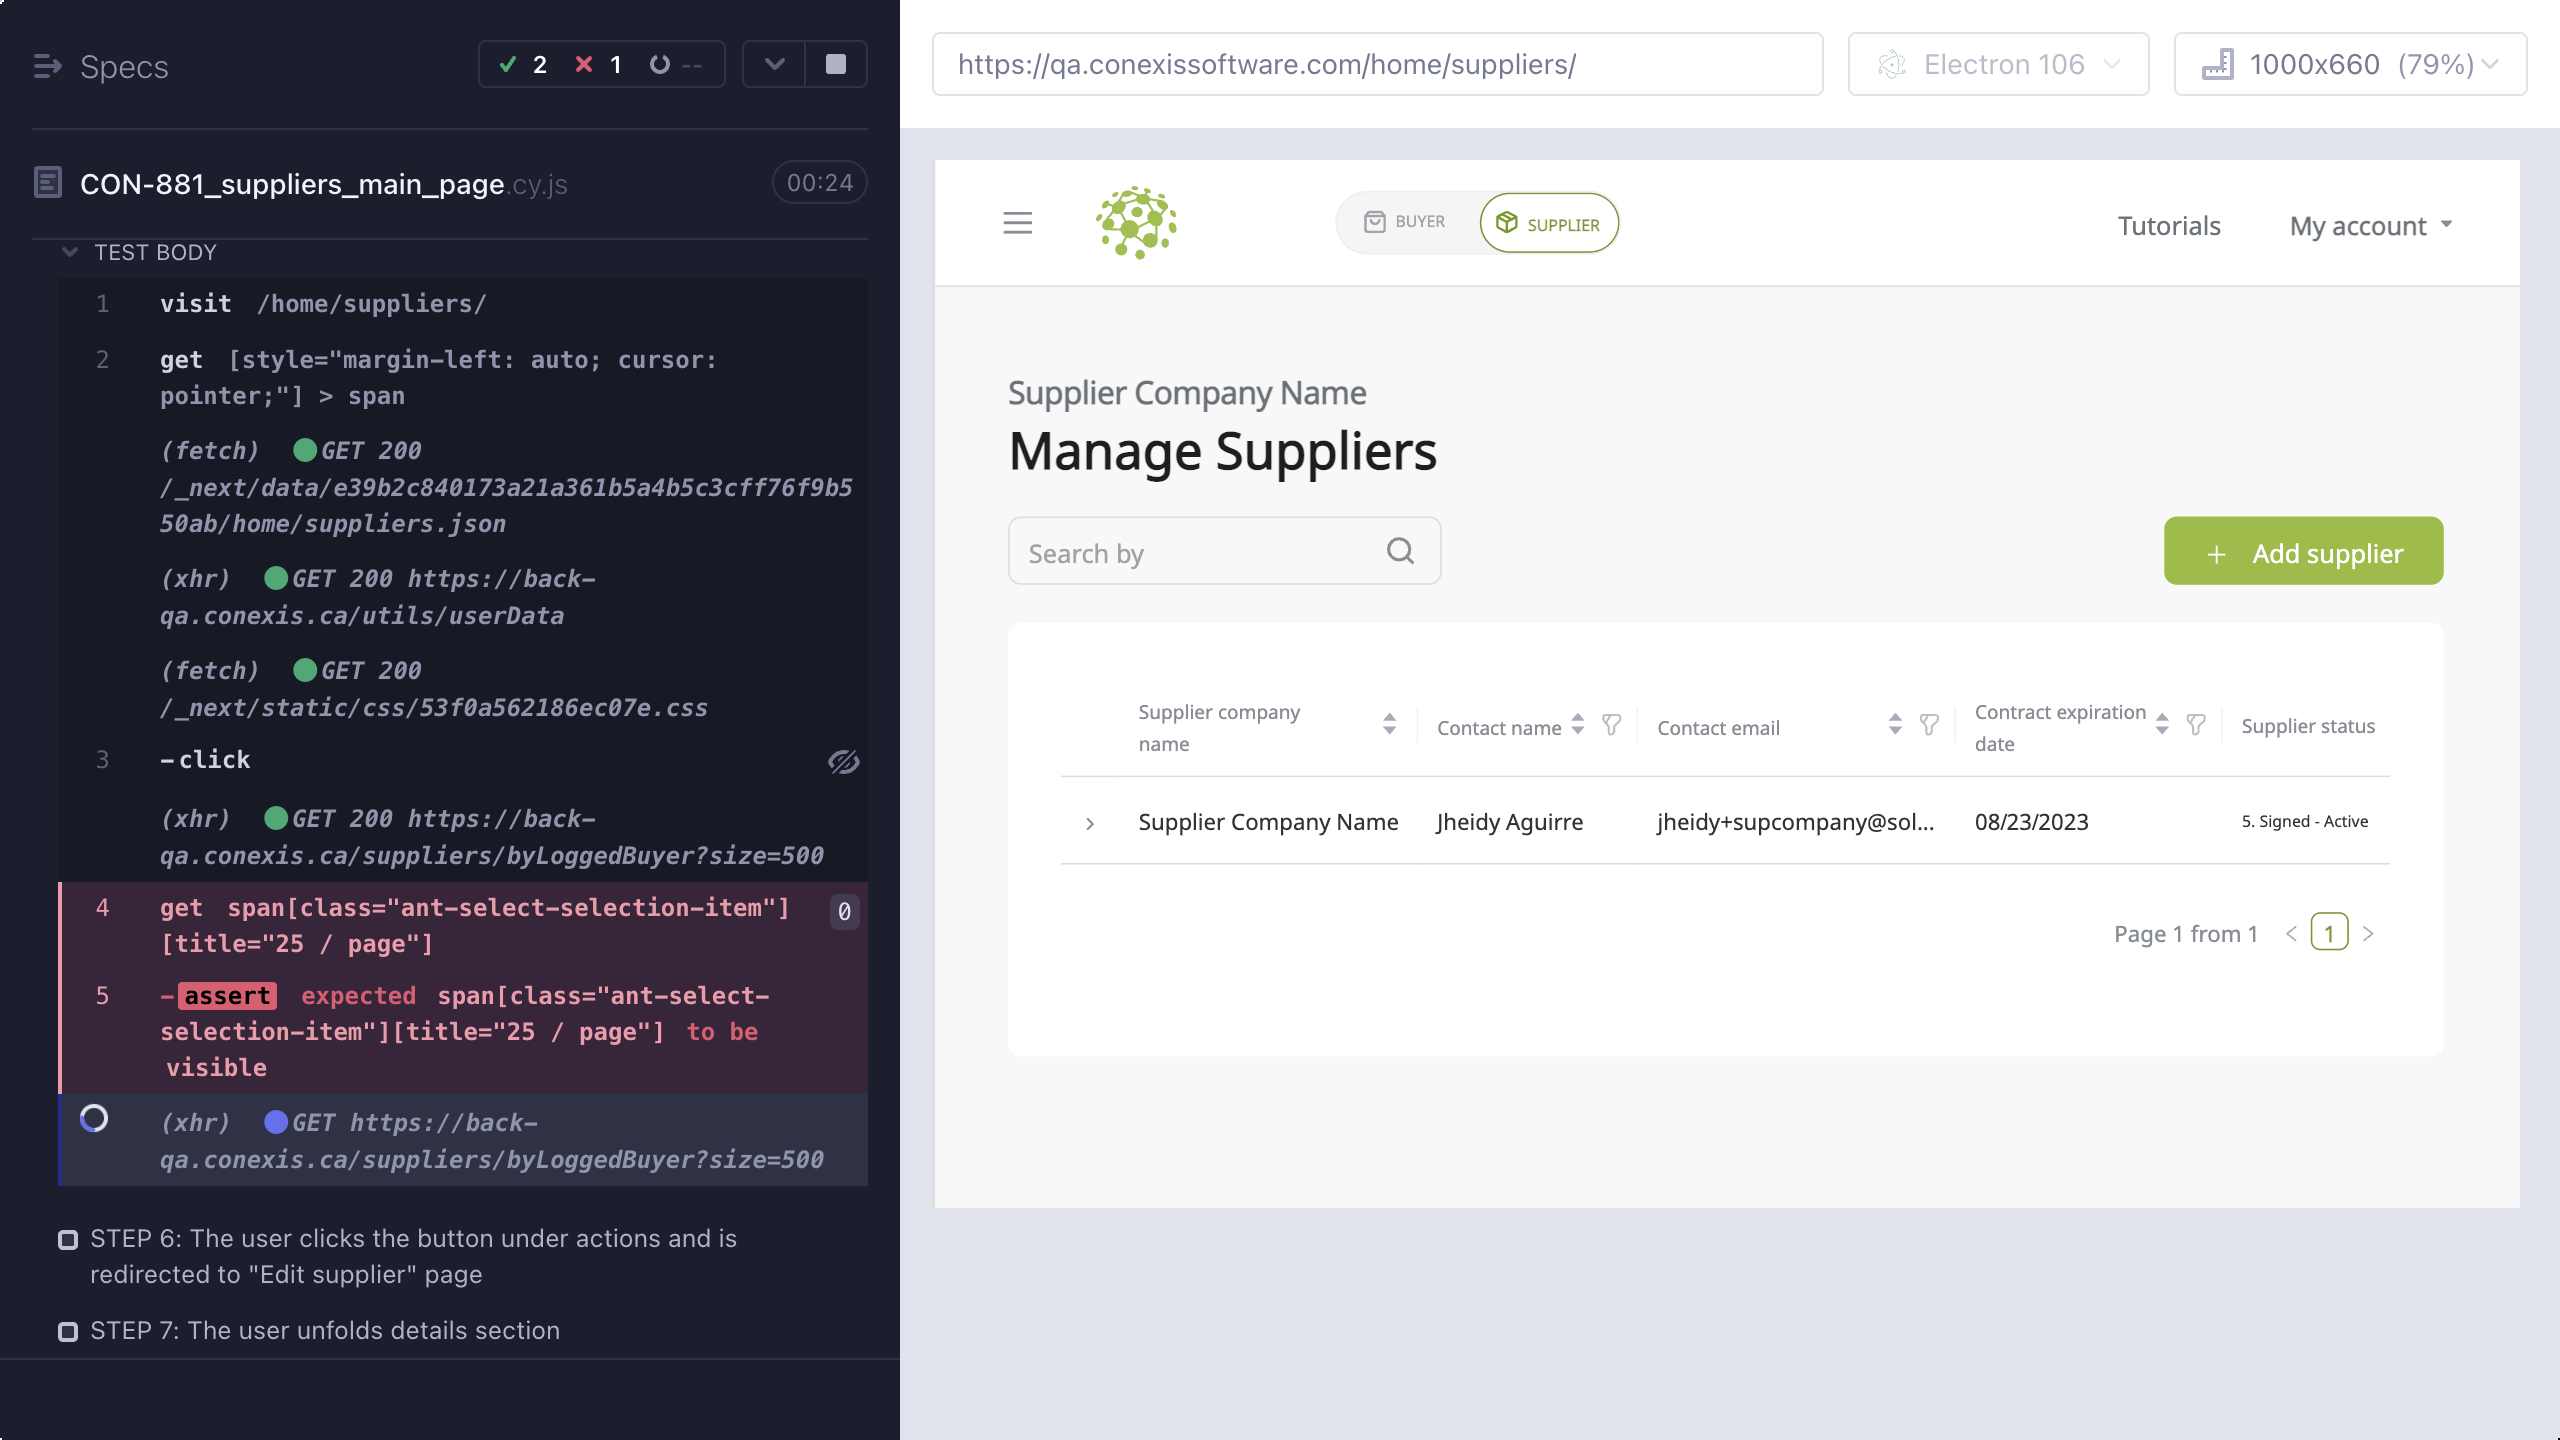 Specs
2
1
--
CON-881_suppliers_main_page.cy.js
00:24
TEST BODY
1 visit /home/suppliers/
2 get [style="margin-left: auto; cursor:
pointer;"] > span
(fetch) GET 200
/_next/data/e39b2c840173a21a361b5a4b5c3cff76f9b5
50ab/home/suppliers.json
(xhr) GET 200 https://back-
qa.conexis.ca/utils/userData
(fetch) GET 200
/_next/static/css/53f0a562186ec07e.css
3 -click
(xhr) GET 200 https://back-
qa.conexis.ca/suppliers/byLoggedBuyer?size=500
4 get span[class="ant-select-selection-item"] 0
[title="25 / page"]
5 -assert expected span[class="ant-select-
selection-item"][title="25 / page"] to be
visible
(xhr) GET https://back-
qa.conexis.ca/suppliers/byLoggedBuyer?size=500
STEP 6: The user clicks the button under actions and is
redirected to "Edit supplier" page
STEP 7: The user unfolds details section
https://qa.conexissoftware.com/home/suppliers/
Electron 106
1000x660 (79%)
BUYER
SUPPLIER
Tutorials
My account
Supplier Company Name
Manage Suppliers
Search by
+ Add supplier
Supplier company
name
Contact name
Contact email
Contract expiration
date
Supplier status
Supplier Company Name
Jheidy Aguirre
jheidy+supcompany@sol...
08/23/2023
5. Signed - Active
Page 1 from 1 < 1 >